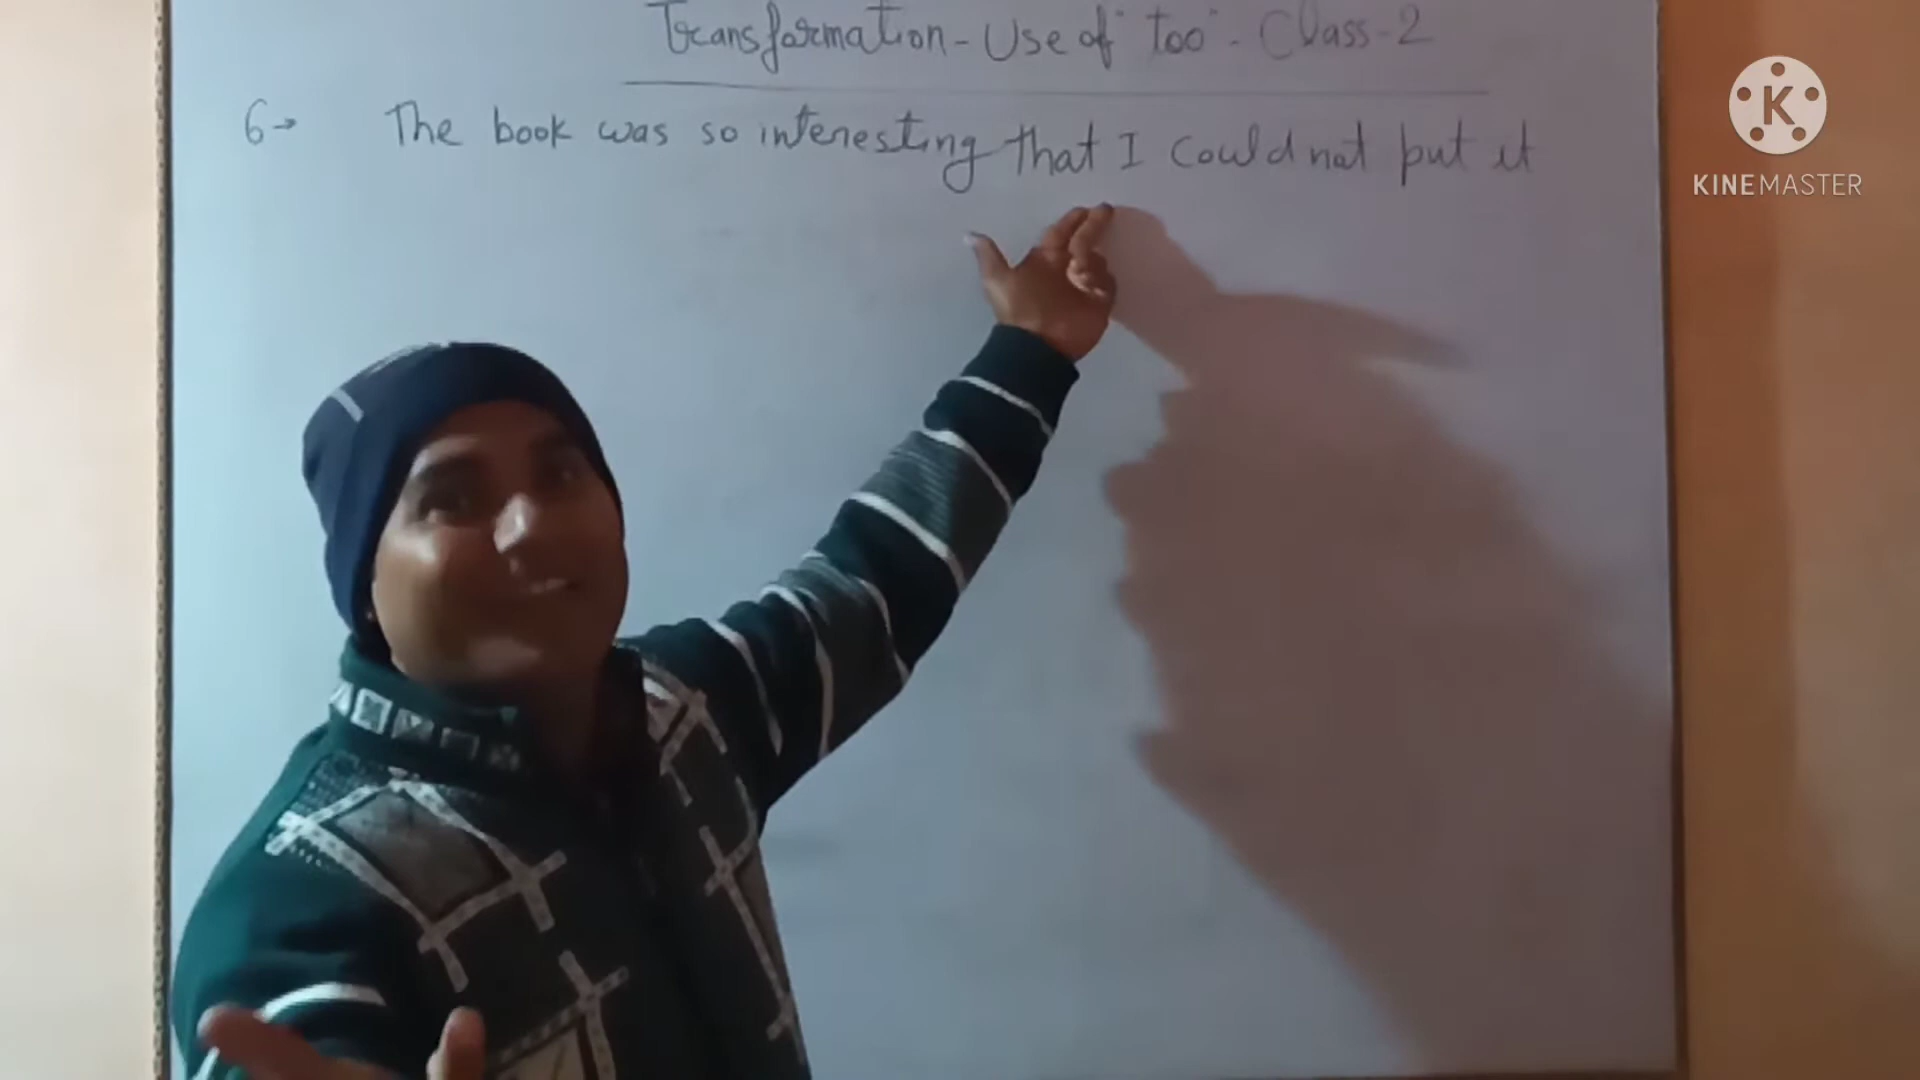 Transformation - Use of "too" - Class-2
6→ The book was so interesting that I could not put it
K
KINEMASTER